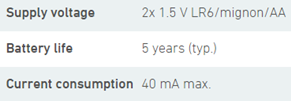 Supply voltage 2x 1.5 V LR6/mignon/AA
Battery life 5 years (typ.)
Current consumption 40 mA max.